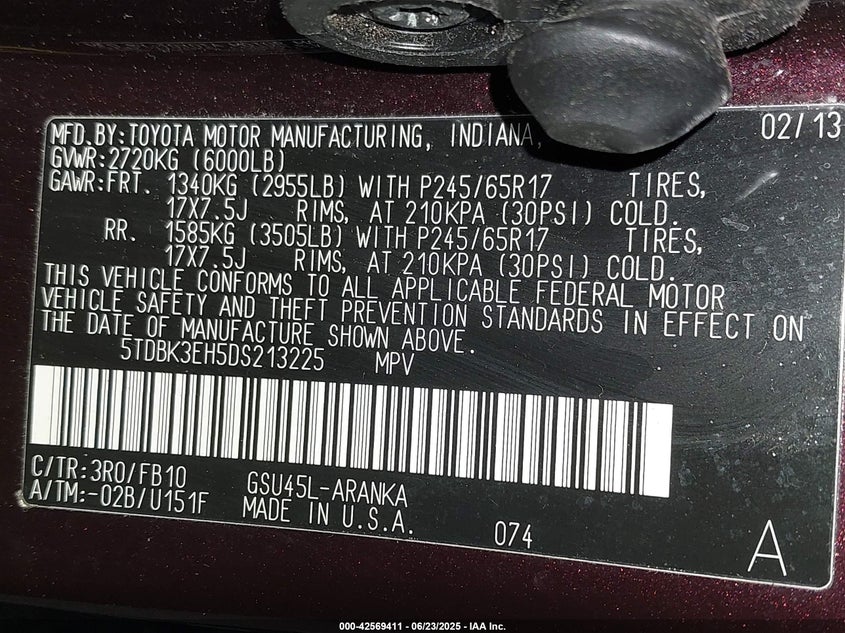 MFD.BY:TOYOTA MOTOR MANUFACTURING, INDIANA, 02/13
GVWR:2720KG (6000LB)
GAWR:FRT. 1340KG (2955LB) WITH P245/65R17 TIRES,
17X7.5J RIMS, AT 210KPA (30PSI) COLD.
RR. 1585KG (3505LB) WITH P245/65R17 TIRES,
17X7.5J RIMS, AT 210KPA (30PSI) COLD.
THIS VEHICLE CONFORMS TO ALL APPLICABLE FEDERAL MOTOR
VEHICLE SAFETY AND THEFT PREVENTION STANDARDS IN EFFECT ON
THE DATE OF MANUFACTURE SHOWN ABOVE.
5TDBK3EH5DS213225 MPV
C/TR:3R0/FB10 GSU45L-ARANKA
A/TM:-02B/U151F MADE IN U.S.A. 074 A
000-42569411 - 06/23/2025 - IAA Inc.